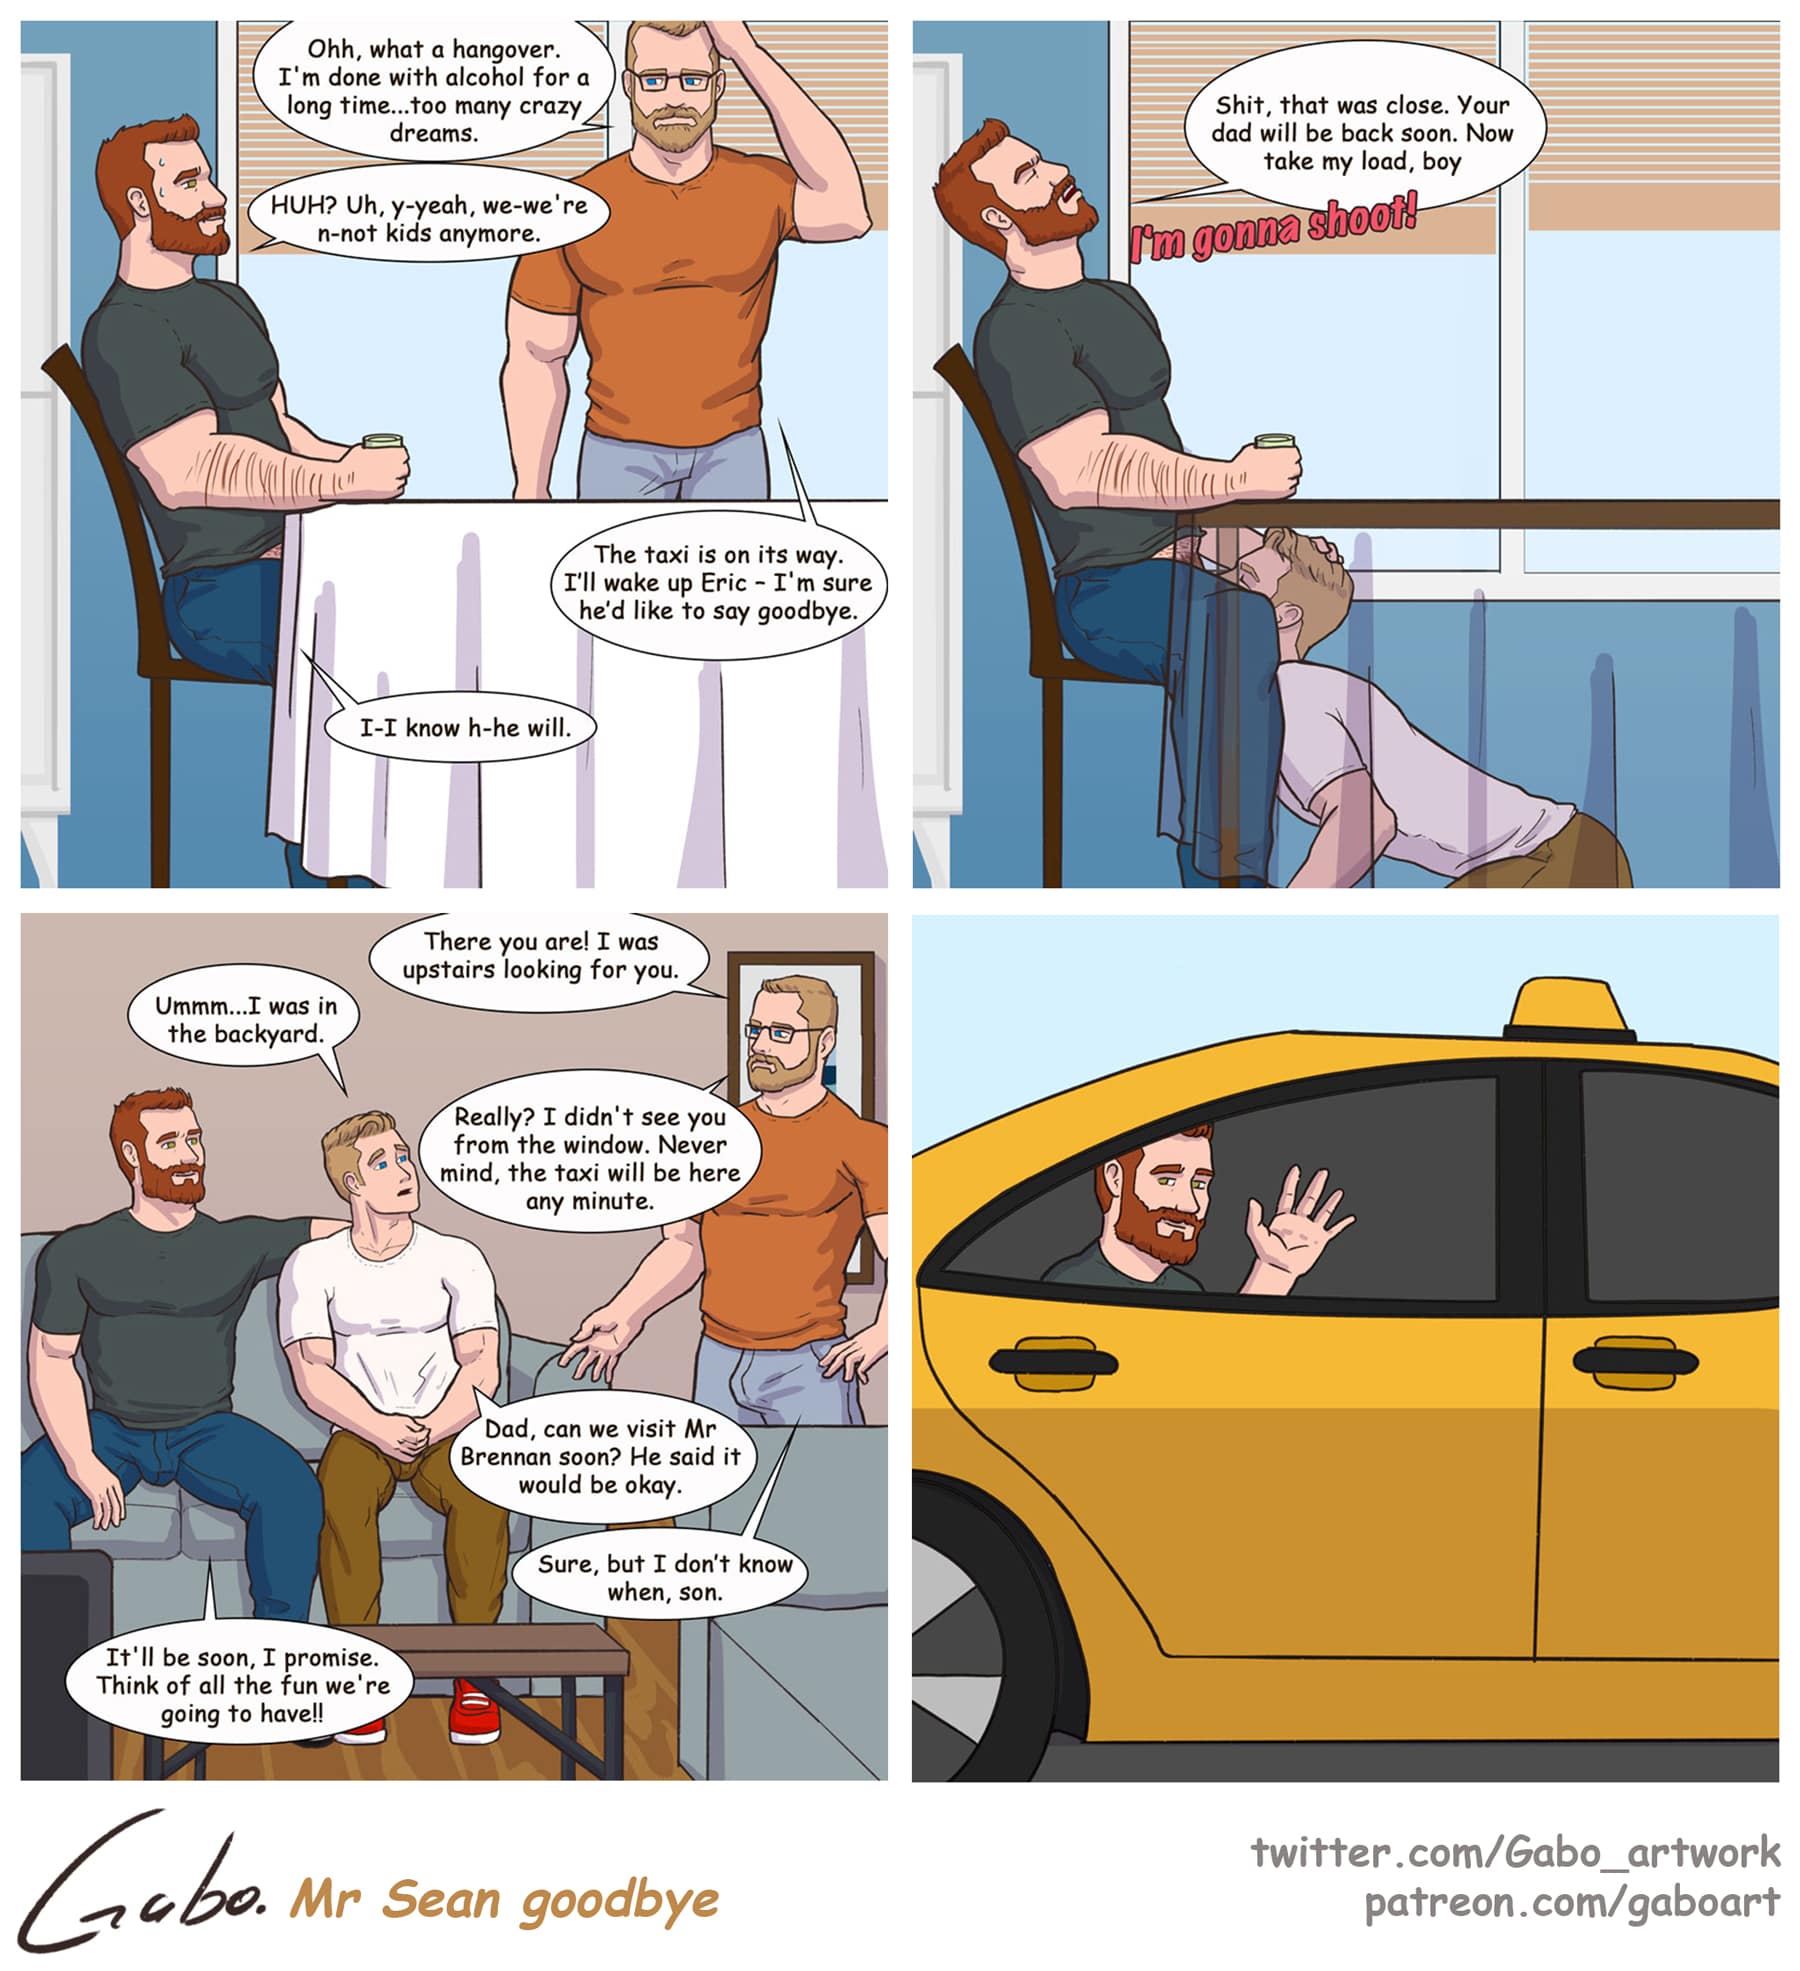 Ohh, what a hangover.
I'm done with alcohol for a
long time...too many crazy
dreams.
HUH? Uh, y-yeah, we-we're
n-not kids anymore.
The taxi is on its way.
I'll wake up Eric - I'm sure
he'd like to say goodbye.
I-I know h-he will.
Shit, that was close. Your
dad will be back soon. Now
take my load, boy
I'm gonna shoot!
There you are! I was
upstairs looking for you.
Ummm...I was in
the backyard.
Really? I didn't see you
from the window. Never
mind, the taxi will be here
any minute.
Dad, can we visit Mr
Brennan soon? He said it
would be okay.
Sure, but I don't know
when, son.
It'll be soon, I promise.
Think of all the fun we're
going to have!!
Gabo. Mr Sean goodbye
twitter.com/Gabo_artwork
patreon.com/gaboart